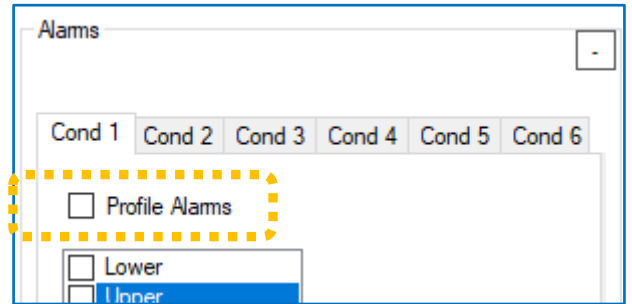 Alarms
-
Cond 1 Cond 2 Cond 3 Cond 4 Cond 5 Cond 6
Profile Alarms
Lower
Upper